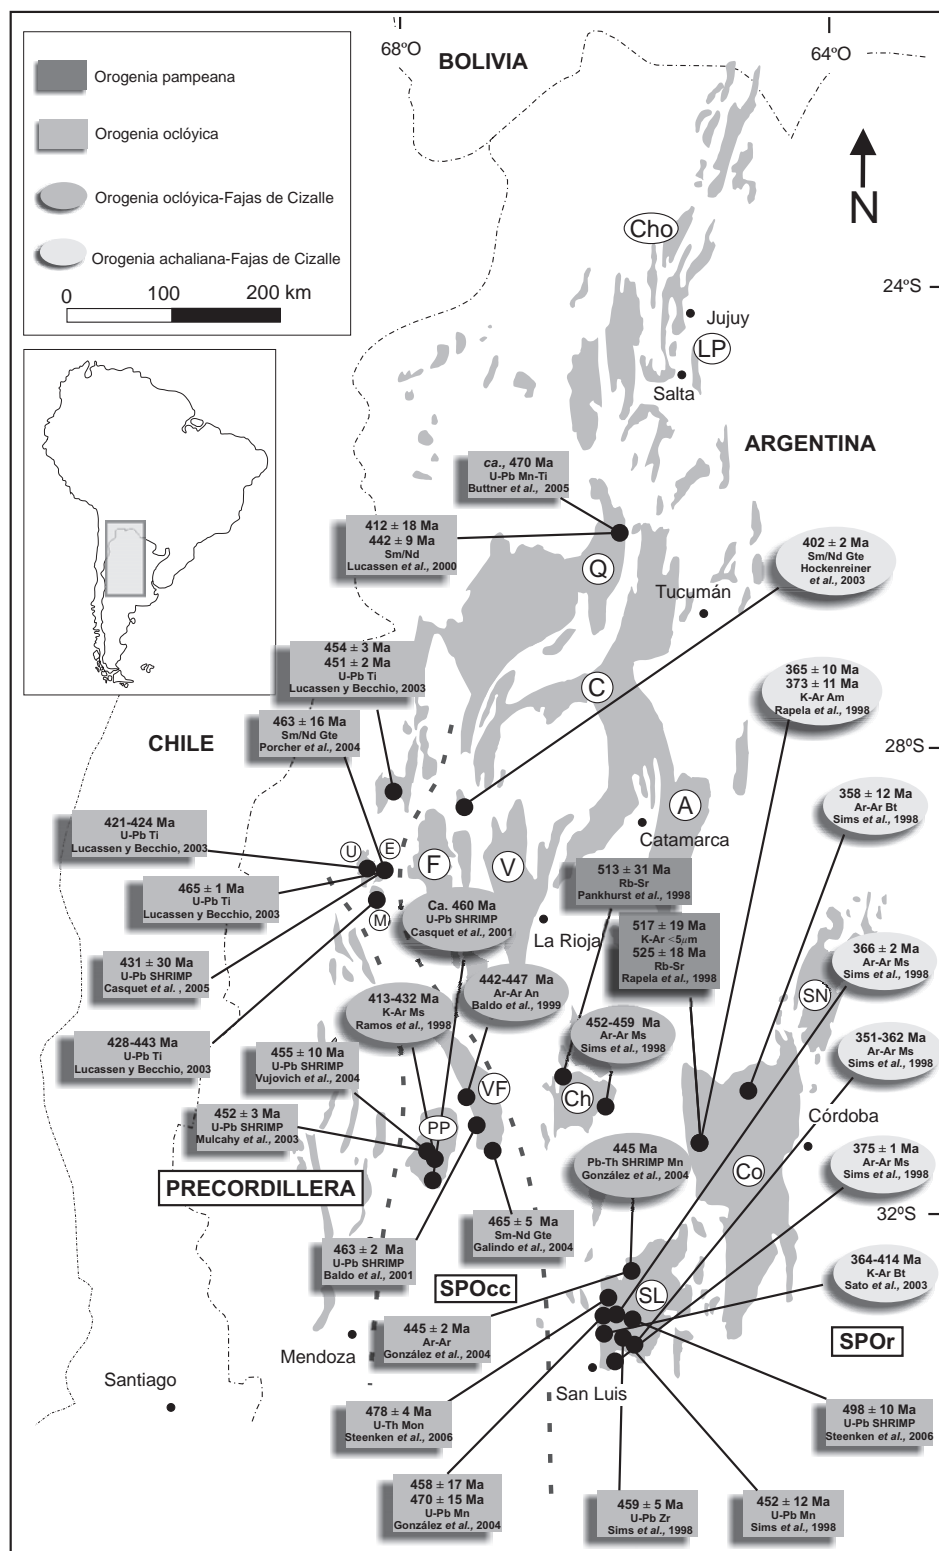 68ºO
64ºO
BOLIVIA
Orogenia pampeana
Orogenia oclóyica
Orogenia oclóyica-Fajas de Cizalle
Orogenia achaliana-Fajas de Cizalle
0 100 200 km
N
Cho
24ºS
Jujuy
LP
Salta
ARGENTINA
ca., 470 Ma
U-Pb Mn-Ti
Buttner et al., 2005
412 ± 18 Ma
442 ± 9 Ma
Sm/Nd
Lucassen et al., 2000
Q
402 ± 2 Ma
Sm/Nd Gte
Hockenreiner
et al., 2003
Tucumán
454 ± 3 Ma
451 ± 2 Ma
U-Pb Ti
Lucassen y Becchio, 2003
C
365 ± 10 Ma
373 ± 11 Ma
K-Ar Am
Rapela et al., 1998
463 ± 16 Ma
Sm/Nd Gte
Porcher et al., 2004
CHILE
28ºS
358 ± 12 Ma
Ar-Ar Bt
Sims et al., 1998
A
Catamarca
421-424 Ma
U-Pb Ti
Lucassen y Becchio, 2003
U
E
F
V
513 ± 31 Ma
Rb-Sr
Pankhurst et al., 1998
465 ± 1 Ma
U-Pb Ti
Lucassen y Becchio, 2003
M
Ca. 460 Ma
U-Pb SHRIMP
Casquet et al., 2001
La Rioja
517 ± 19 Ma
K-Ar <5µm
525 ± 18 Ma
Rb-Sr
Rapela et al., 1998
366 ± 2 Ma
Ar-Ar Ms
Sims et al., 1998
431 ± 30 Ma
U-Pb SHRIMP
Casquet et al. , 2005
442-447 Ma
Ar-Ar An
Baldo et al., 1999
SN
413-432 Ma
K-Ar Ms
Ramos et al., 1998
452-459 Ma
Ar-Ar Ms
Sims et al., 1998
428-443 Ma
U-Pb Ti
Lucassen y Becchio, 2003
351-362 Ma
Ar-Ar Ms
Sims et al., 1998
455 ± 10 Ma
U-Pb SHRIMP
Vujovich et al., 2004
VF
Ch
Córdoba
452 ± 3 Ma
U-Pb SHRIMP
Mulcahy et al., 2003
PP
445 Ma
Pb-Th SHRIMP Mn
González et al., 2004
375 ± 1 Ma
Ar-Ar Ms
Sims et al., 1998
Co
PRECORDILLERA
32ºS
465 ± 5 Ma
Sm-Nd Gte
Galindo et al., 2004
463 ± 2 Ma
U-Pb SHRIMP
Baldo et al., 2001
364-414 Ma
K-Ar Bt
Sato et al., 2003
SPOcc
SL
445 ± 2 Ma
Ar-Ar
González et al., 2004
SPOr
Mendoza
Santiago
San Luis
478 ± 4 Ma
U-Th Mon
Steenken et al., 2006
498 ± 10 Ma
U-Pb SHRIMP
Steenken et al., 2006
458 ± 17 Ma
470 ± 15 Ma
U-Pb Mn
González et al., 2004
459 ± 5 Ma
U-Pb Zr
Sims et al., 1998
452 ± 12 Ma
U-Pb Mn
Sims et al., 1998